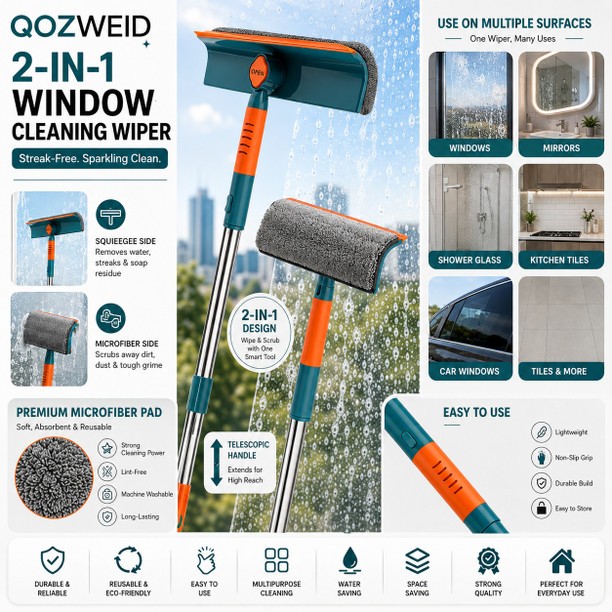 QOZWEID
2-IN-1
WINDOW
CLEANING WIPER
Streak-Free. Sparkling Clean.
SQUIEEGEE SIDE
Removes water,
streaks & soap
residue
MICROFIBER SIDE
Scrubs away dirt,
dust & tough grime
OPEN
2-IN-1
DESIGN
Wipe & Scrub
with One
Smart Tool
TELESCOPIC
HANDLE
Extends for
High Reach
USE ON MULTIPLE SURFACES
One Wiper, Many Uses
WINDOWS
MIRRORS
SHOWER GLASS
KITCHEN TILES
CAR WINDOWS
TILES & MORE
PREMIUM MICROFIBER PAD
Soft, Absorbent & Reusable
Strong
Cleaning Power
Lint-Free
Machine Washable
Long-Lasting
EASY TO USE
Lightweight
Non-Slip Grip
Durable Build
Easy to Store
DURABLE &
RELIABLE
REUSABLE &
ECO-FRIENDLY
EASY TO
USE
MULTIPURPOSE
CLEANING
WATER
SAVING
SPACE
SAVING
STRONG
QUALITY
PERFECT FOR
EVERYDAY USE